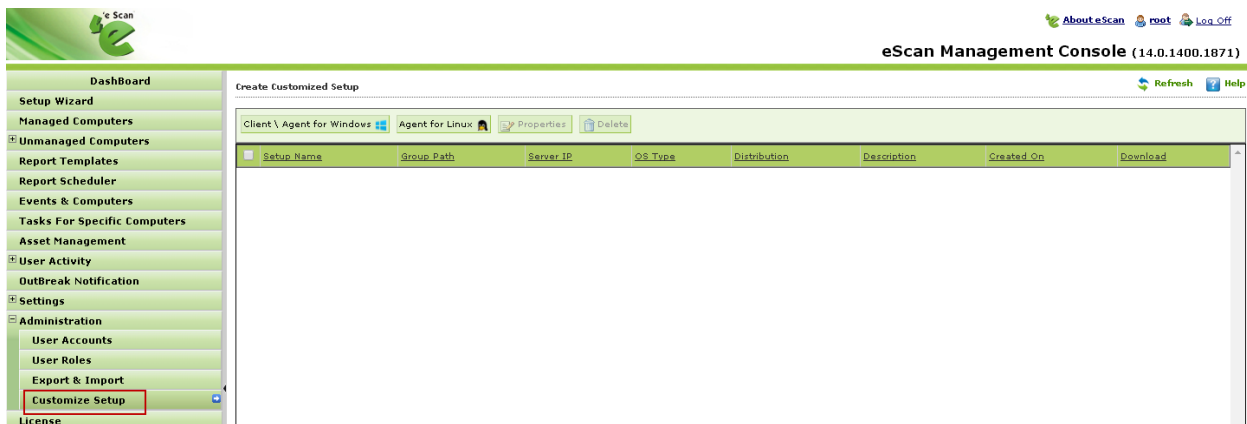 e Scan
About eScan root Log Off
eScan Management Console (14.0.1400.1871)
DashBoard
Setup Wizard
Managed Computers
Unmanaged Computers
Report Templates
Report Scheduler
Events & Computers
Tasks For Specific Computers
Asset Management
User Activity
OutBreak Notification
Settings
Administration
User Accounts
User Roles
Export & Import
Customize Setup
License
Create Customized Setup
Refresh Help
Client \ Agent for Windows Agent for Linux Properties Delete
Setup Name Group Path Server IP OS Type Distribution Description Created On Download